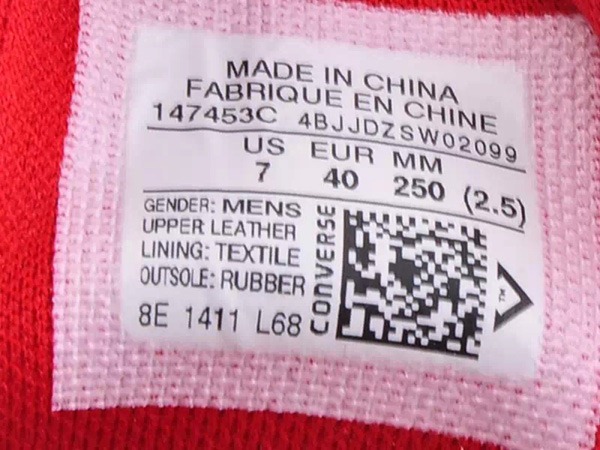 MADE IN CHINA
FABRIQUE EN CHINE
147453C 4BJJDZSW02099
US EUR MM
7 40 250 (2.5)
GENDER: MENS
UPPER LEATHER
LINING: TEXTILE
OUTSOLE: RUBBER
8E 1411 L68
CONVERSE
TM